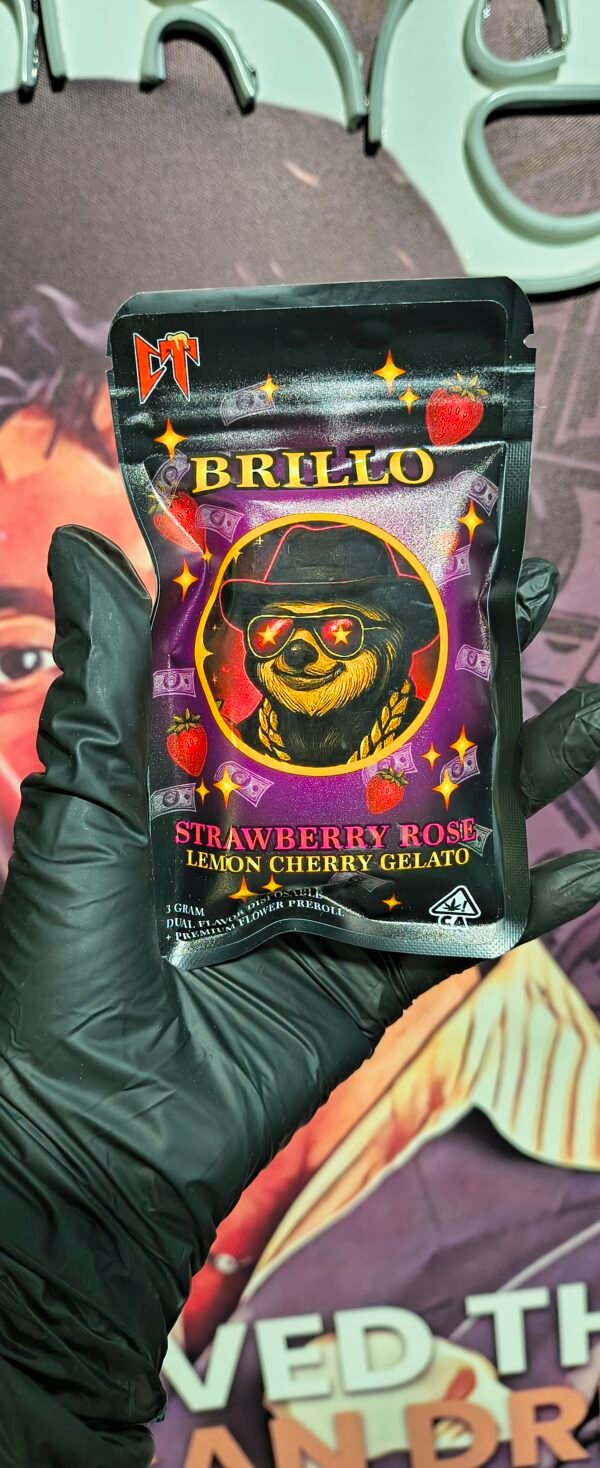 CT
BRILLO
STRAWBERRY ROSE
LEMON CHERRY GELATO
3 GRAM
DUAL FLAVOR DISPOSABLE
+ PREMIUM FLOWER PREROLL
!
CA
VED TH
AN DR